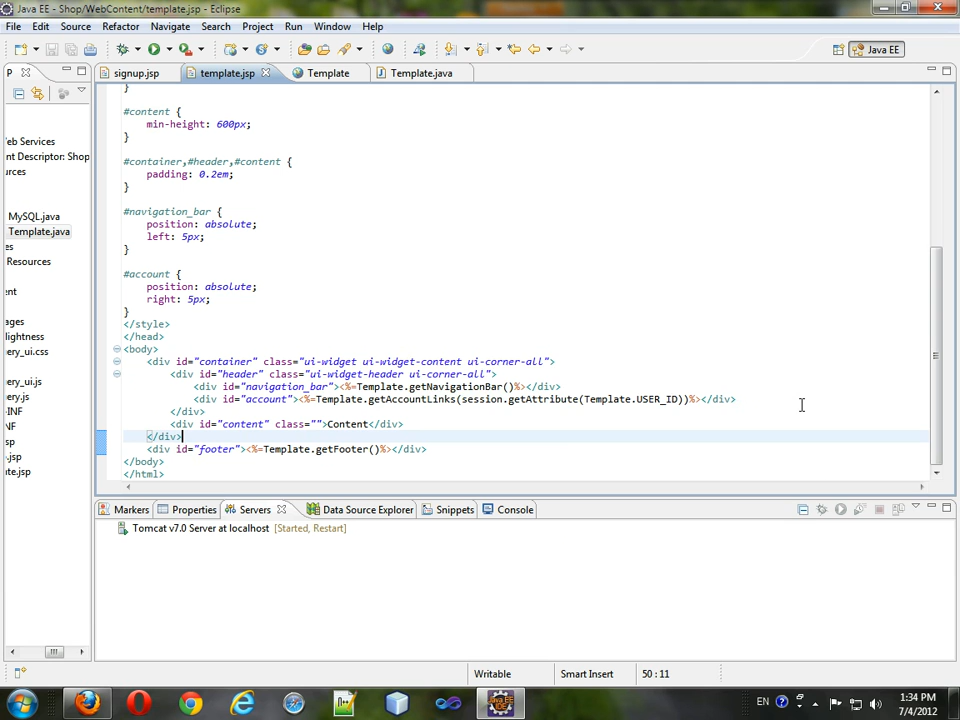 Java EE - Shop/WebContent/template.jsp - Eclipse
File Edit Source Refactor Navigate Search Project Run Window Help
Java EE
P
signup.jsp template.jsp Template Template.java
}
#content {
min-height: 600px;
}
#container,#header,#content {
padding: 0.2em;
}
#navigation_bar {
position: absolute;
left: 5px;
}
#account {
position: absolute;
right: 5px;
}
</style>
</head>
<body>
<div id="container" class="ui-widget ui-widget-content ui-corner-all">
<div id="header" class="ui-widget-header ui-corner-all">
<div id="navigation_bar"><%=Template.getNavigationBar()%></div>
<div id="account"><%=Template.getAccountLinks(session.getAttribute(Template.USER_ID))%></div>
</div>
<div id="content" class="">Content</div>
</div>
<div id="footer"><%=Template.getFooter()%></div>
</body>
</html>
eb Services
nt Descriptor: Shop
urces
MySQL.java
Template.java
es
Resources
ent
ages
lightness
ery_ui.css
ery_ui.js
ery.js
-INF
NF
sp
.jsp
ate.jsp
Markers Properties Servers Data Source Explorer Snippets Console
Tomcat v7.0 Server at localhost [Started, Restart]
Writable Smart Insert 50 : 11
EN 1:34 PM
7/4/2012